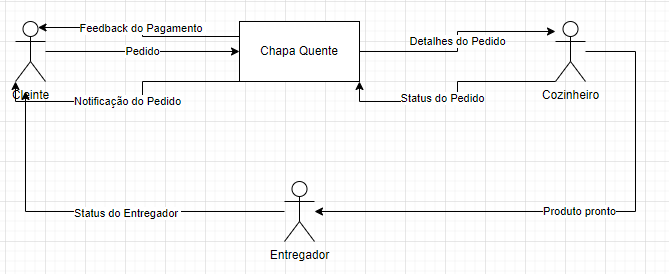 Feedback do Pagamento
Pedido
Chapa Quente
Detalhes do Pedido
Cleinte
Notificação do Pedido
Status do Pedido
Cozinheiro
Status do Entregador
Produto pronto
Entregador